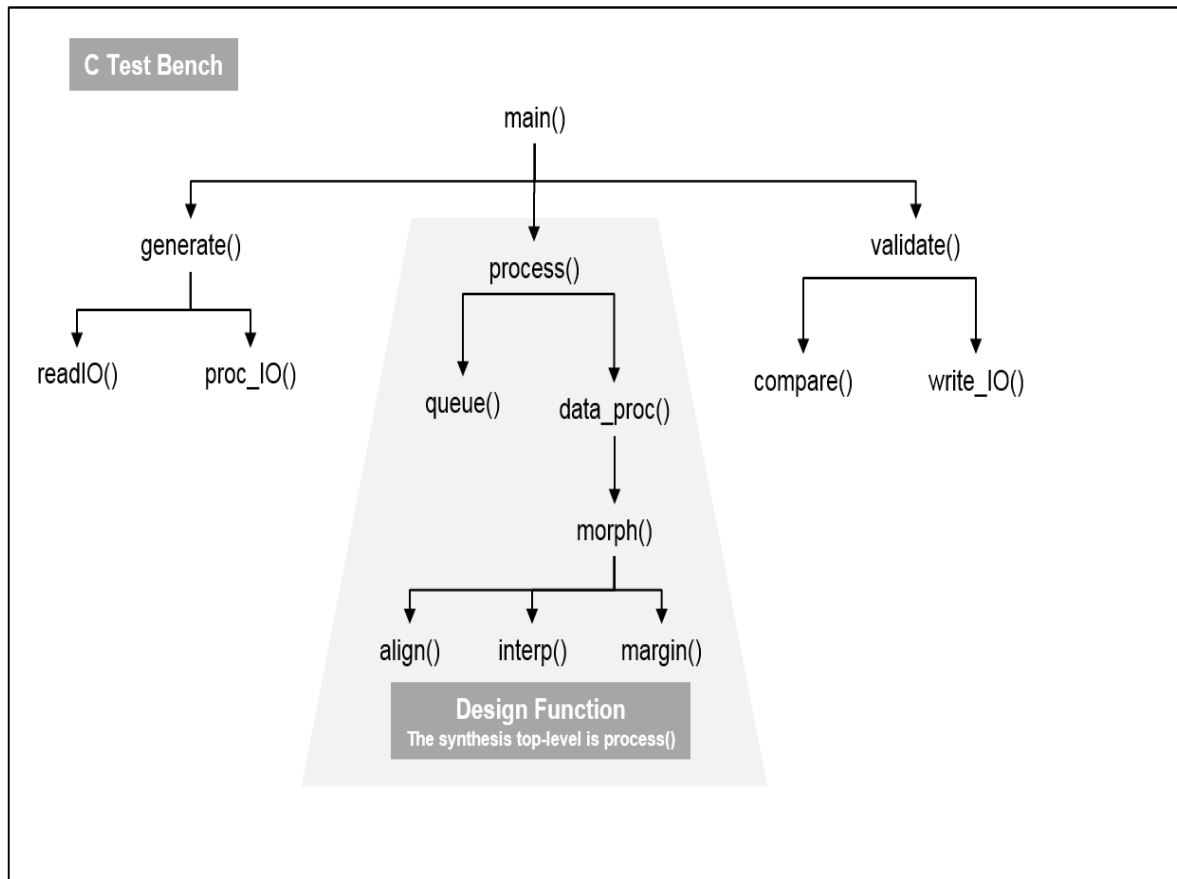 C Test Bench
main()
generate()
process()
validate()
readIO()
proc_IO()
queue()
data_proc()
compare()
write_IO()
morph()
align()
interp()
margin()
Design Function
The synthesis top-level is process()